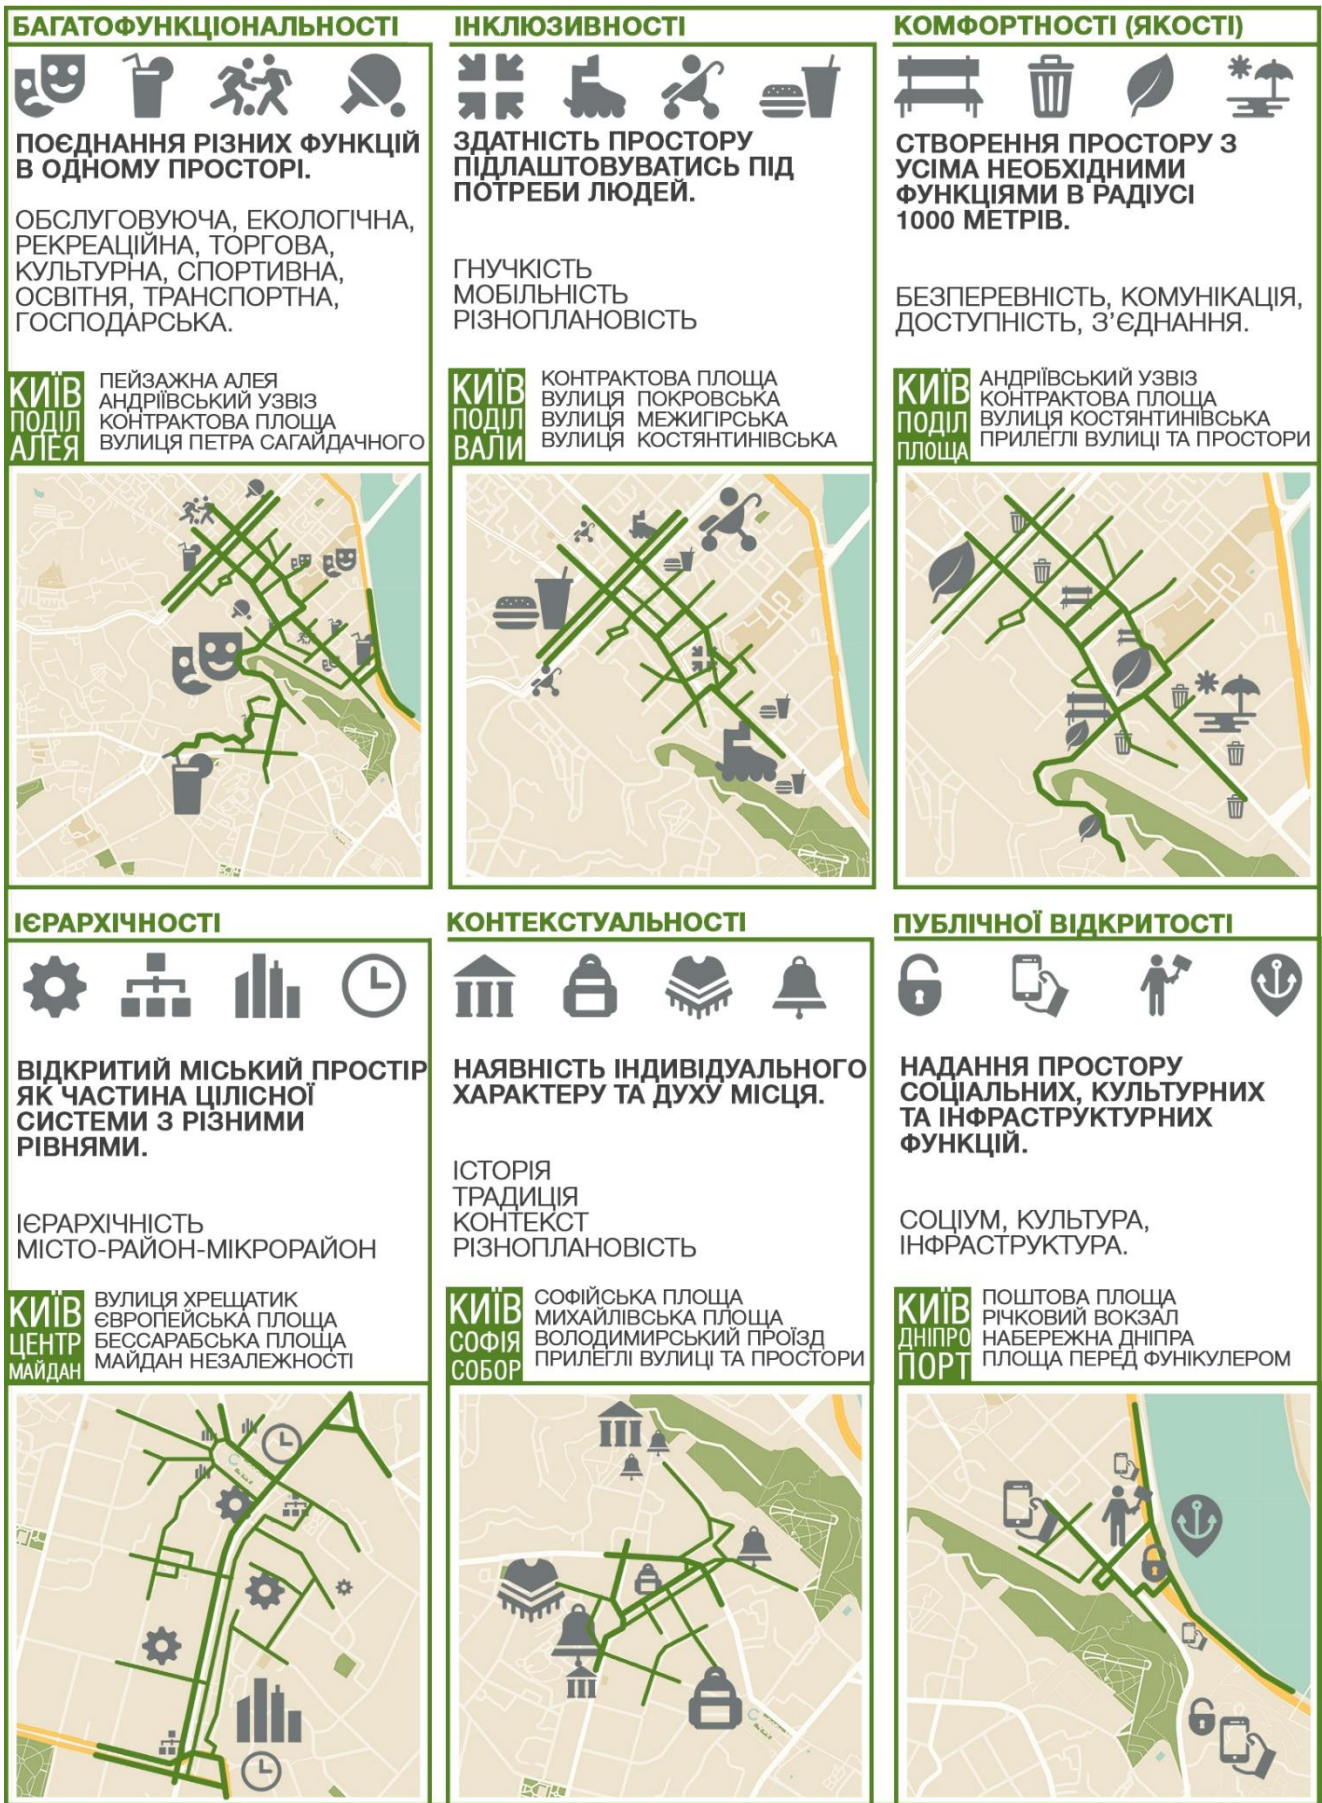 БАГАТОФУНКЦІОНАЛЬНОСТІ
ПОЄДНАННЯ РІЗНИХ ФУНКЦІЙ
В ОДНОМУ ПРОСТОРІ.
ОБСЛУГОВУЮЧА, ЕКОЛОГІЧНА,
РЕКРЕАЦІЙНА, ТОРГОВА,
КУЛЬТУРНА, СПОРТИВНА,
ОСВІТНЯ, ТРАНСПОРТНА,
ГОСПОДАРСЬКА.
КИЇВ
ПОДІЛ
АЛЕЯ
ПЕЙЗАЖНА АЛЕЯ
АНДРІЇВСЬКИЙ УЗВІЗ
КОНТРАКТОВА ПЛОЩА
ВУЛИЦЯ ПЕТРА САГАЙДАЧНОГО
ІНКЛЮЗИВНОСТІ
ЗДАТНІСТЬ ПРОСТОРУ
ПІДЛАШТОВУВАТИСЬ ПІД
ПОТРЕБИ ЛЮДЕЙ.
ГНУЧКІСТЬ
МОБІЛЬНІСТЬ
РІЗНОПЛАНОВІСТЬ
КИЇВ
ПОДІЛ
ВАЛИ
КОНТРАКТОВА ПЛОЩА
ВУЛИЦЯ ПОКРОВСЬКА
ВУЛИЦЯ МЕЖИГІРСЬКА
ВУЛИЦЯ КОСТЯНТИНІВСЬКА
КОМФОРТНОСТІ (ЯКОСТІ)
СТВОРЕННЯ ПРОСТОРУ З
УСІМА НЕОБХІДНИМИ
ФУНКЦІЯМИ В РАДІУСІ
1000 МЕТРІВ.
БЕЗПЕРЕВНІСТЬ, КОМУНІКАЦІЯ,
ДОСТУПНІСТЬ, З’ЄДНАННЯ.
КИЇВ
ПОДІЛ
ПЛОЩА
АНДРІЇВСЬКИЙ УЗВІЗ
КОНТРАКТОВА ПЛОЩА
ВУЛИЦЯ КОСТЯНТИНІВСЬКА
ПРИЛЕГЛІ ВУЛИЦІ ТА ПРОСТОРИ
ІЄРАРХІЧНОСТІ
ВІДКРИТИЙ МІСЬКИЙ ПРОСТІР
ЯК ЧАСТИНА ЦІЛІСНОЇ
СИСТЕМИ З РІЗНИМИ
РІВНЯМИ.
ІЄРАРХІЧНІСТЬ
МІСТО-РАЙОН-МІКРОРАЙОН
КИЇВ
ЦЕНТР
МАЙДАН
ВУЛИЦЯ ХРЕЩАТИК
ЄВРОПЕЙСЬКА ПЛОЩА
БЕССАРАБСЬКА ПЛОЩА
МАЙДАН НЕЗАЛЕЖНОСТІ
КОНТЕКСТУАЛЬНОСТІ
НАЯВНІСТЬ ІНДИВІДУАЛЬНОГО
ХАРАКТЕРУ ТА ДУХУ МІСЦЯ.
ІСТОРІЯ
ТРАДИЦІЯ
КОНТЕКСТ
РІЗНОПЛАНОВІСТЬ
КИЇВ
СОФІЯ
СОБОР
СОФІЙСЬКА ПЛОЩА
МИХАЙЛІВСЬКА ПЛОЩА
ВОЛОДИМИРСЬКИЙ ПРОЇЗД
ПРИЛЕГЛІ ВУЛИЦІ ТА ПРОСТОРИ
ПУБЛІЧНОЇ ВІДКРИТОСТІ
НАДАННЯ ПРОСТОРУ
СОЦІАЛЬНИХ, КУЛЬТУРНИХ
ТА ІНФРАСТРУКТУРНИХ
ФУНКЦІЙ.
СОЦІУМ, КУЛЬТУРА,
ІНФРАСТРУКТУРА.
КИЇВ
ДНІПРО
ПОРТ
ПОШТОВА ПЛОЩА
РІЧКОВИЙ ВОКЗАЛ
НАБЕРЕЖНА ДНІПРА
ПЛОЩА ПЕРЕД ФУНІКУЛЕРОМ